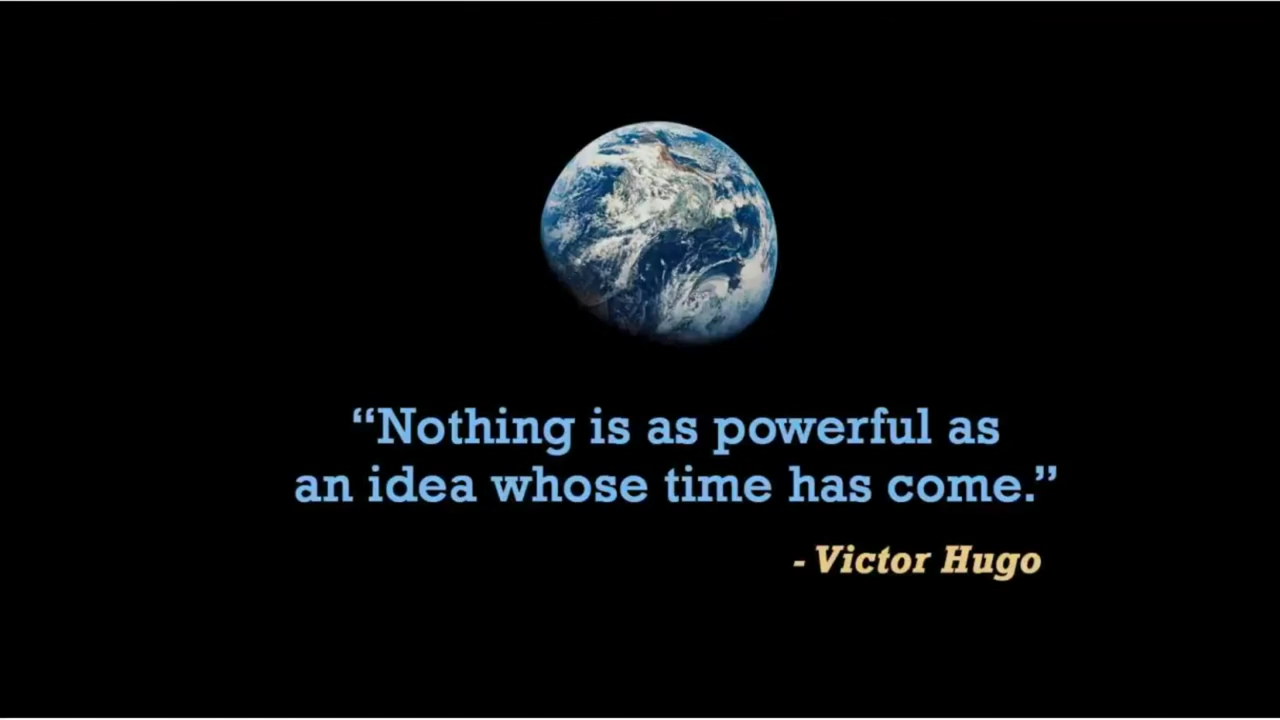 “Nothing is as powerful as
an idea whose time has come.”
- Victor Hugo